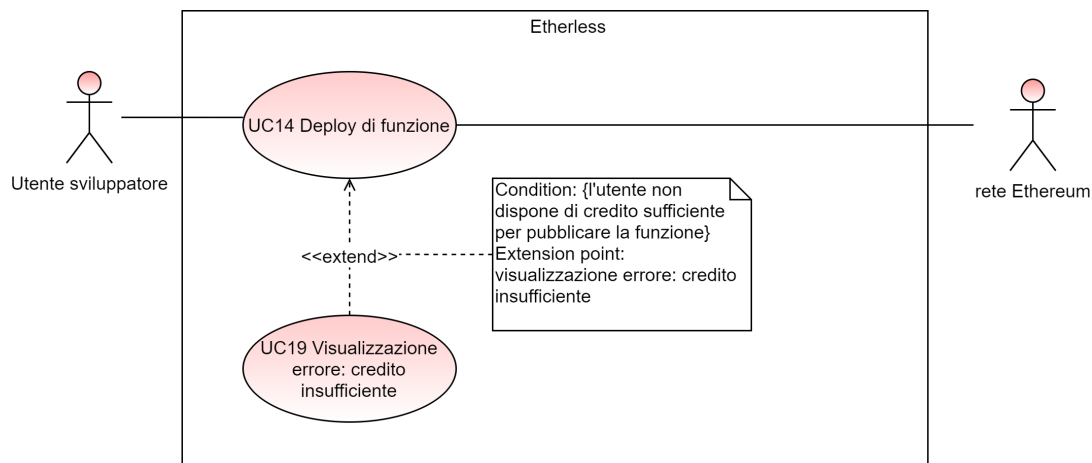 Etherless
UC14 Deploy di funzione
Utente sviluppatore
rete Ethereum
Condition: {l'utente non
dispone di credito sufficiente
per pubblicare la funzione}
Extension point:
visualizzazione errore: credito
insufficiente
<<extend>>
UC19 Visualizzazione
errore: credito
insufficiente